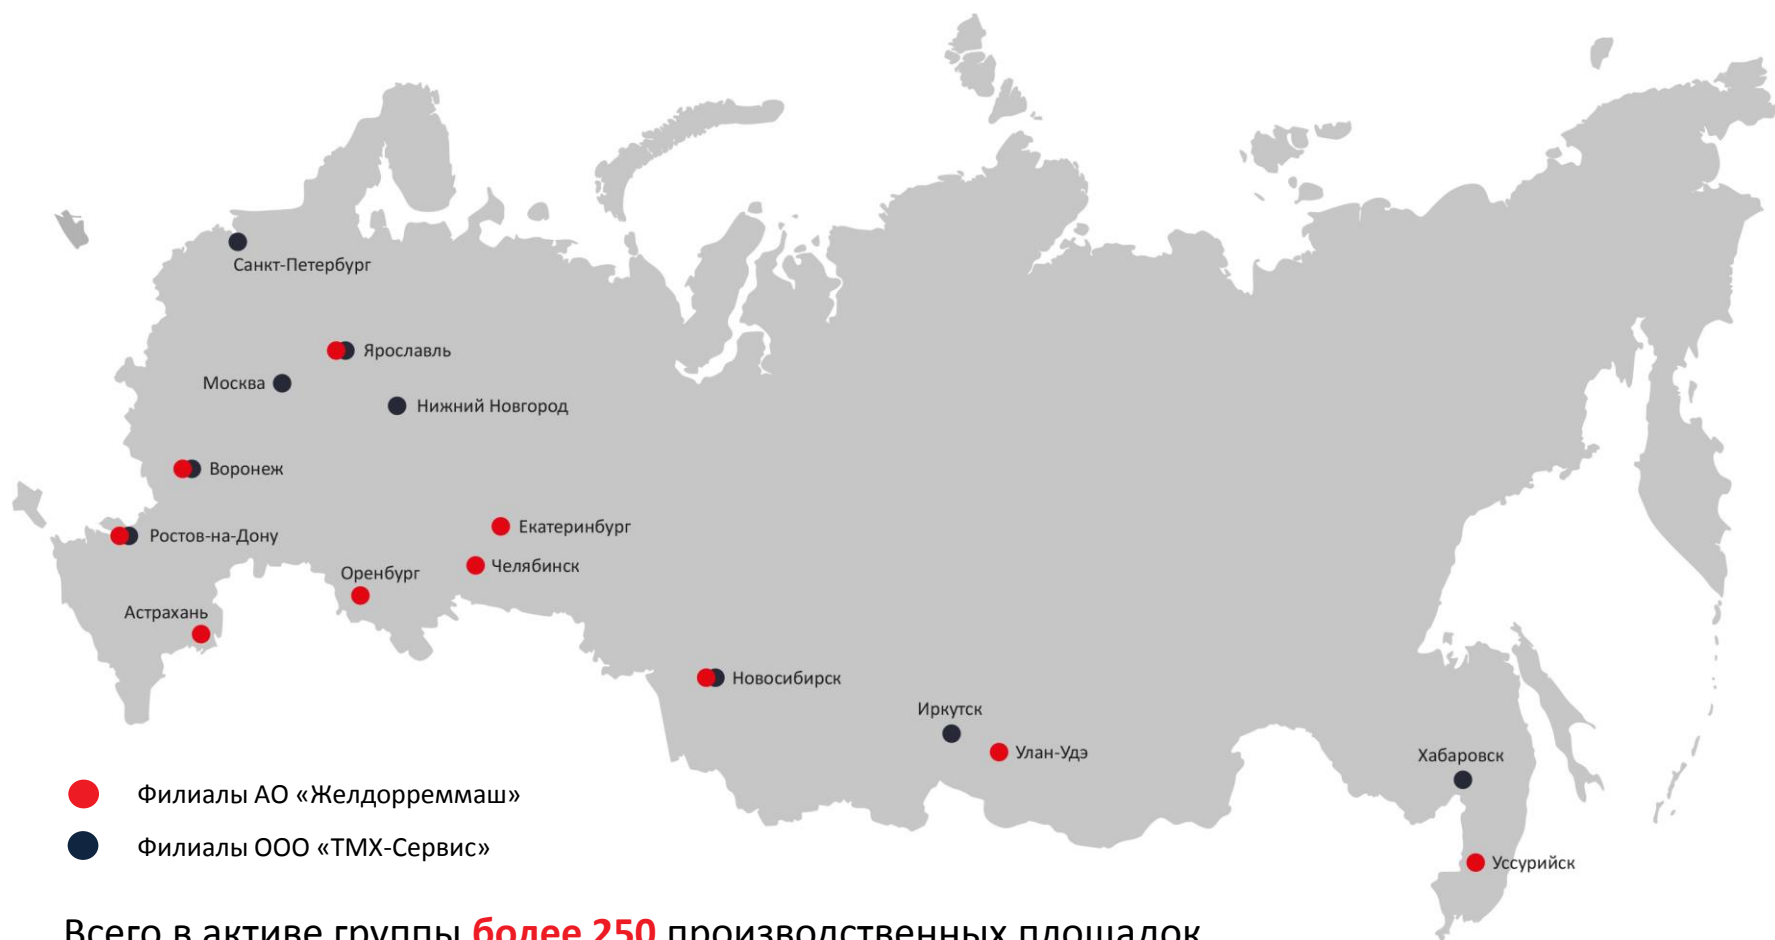 Санкт-Петербург
Ярославль
Москва
Нижний Новгород
Воронеж
Екатеринбург
Ростов-на-Дону
Челябинск
Оренбург
Астрахань
Новосибирск
Иркутск
Улан-Удэ
Хабаровск
Филиалы АО «Желдорреммаш»
Филиалы ООО «ТМХ-Сервис»
Уссурийск
Всего в активе группы более 250 производственных площадок